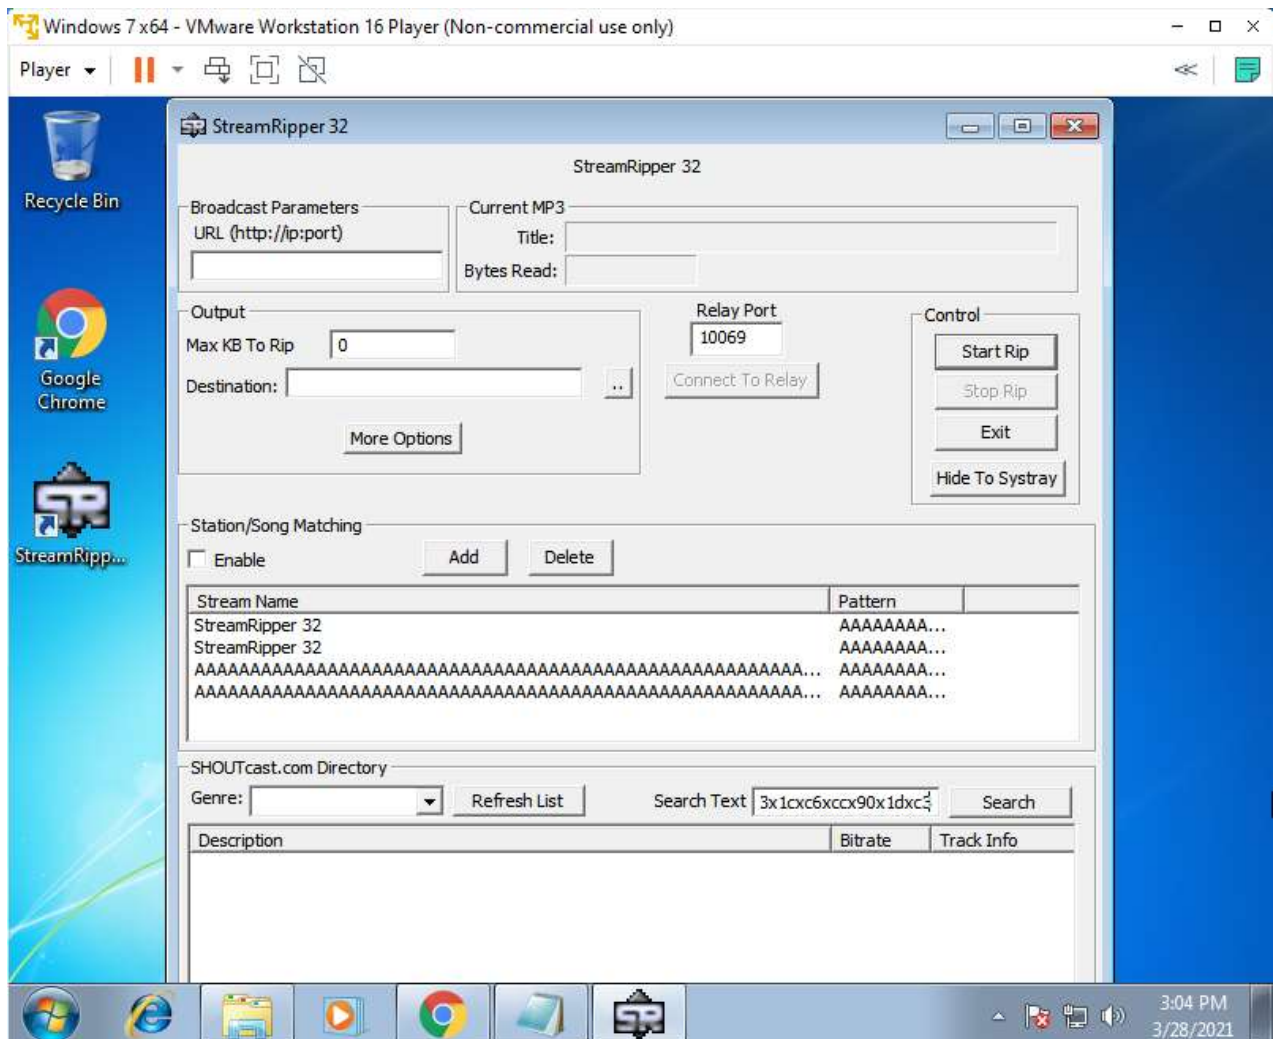 Windows 7 x64 - VMware Workstation 16 Player (Non-commercial use only)
Player
Recycle Bin
Google
Chrome
StreamRipp...
StreamRipper 32
StreamRipper 32
Broadcast Parameters
URL (http://ip:port)
Current MP3
Title:
Bytes Read:
Output
Max KB To Rip 0
Destination: ..
More Options
Relay Port
10069
Connect To Relay
Control
Start Rip
Stop Rip
Exit
Hide To Systray
Station/Song Matching
Enable Add Delete
Stream Name Pattern
StreamRipper 32 AAAAAAAA...
StreamRipper 32 AAAAAAAA...
AAAAAAAAAAAAAAAAAAAAAAAAAAAAAAAAAAAAAAAAAAAAAAAAAAAAAAA... AAAAAAAA...
AAAAAAAAAAAAAAAAAAAAAAAAAAAAAAAAAAAAAAAAAAAAAAAAAAAAAAA... AAAAAAAA...
SHOUTcast.com Directory
Genre: Refresh List Search Text 3x1cxc6xccx90x1dxc3 Search
Description Bitrate Track Info
3:04 PM
3/28/2021